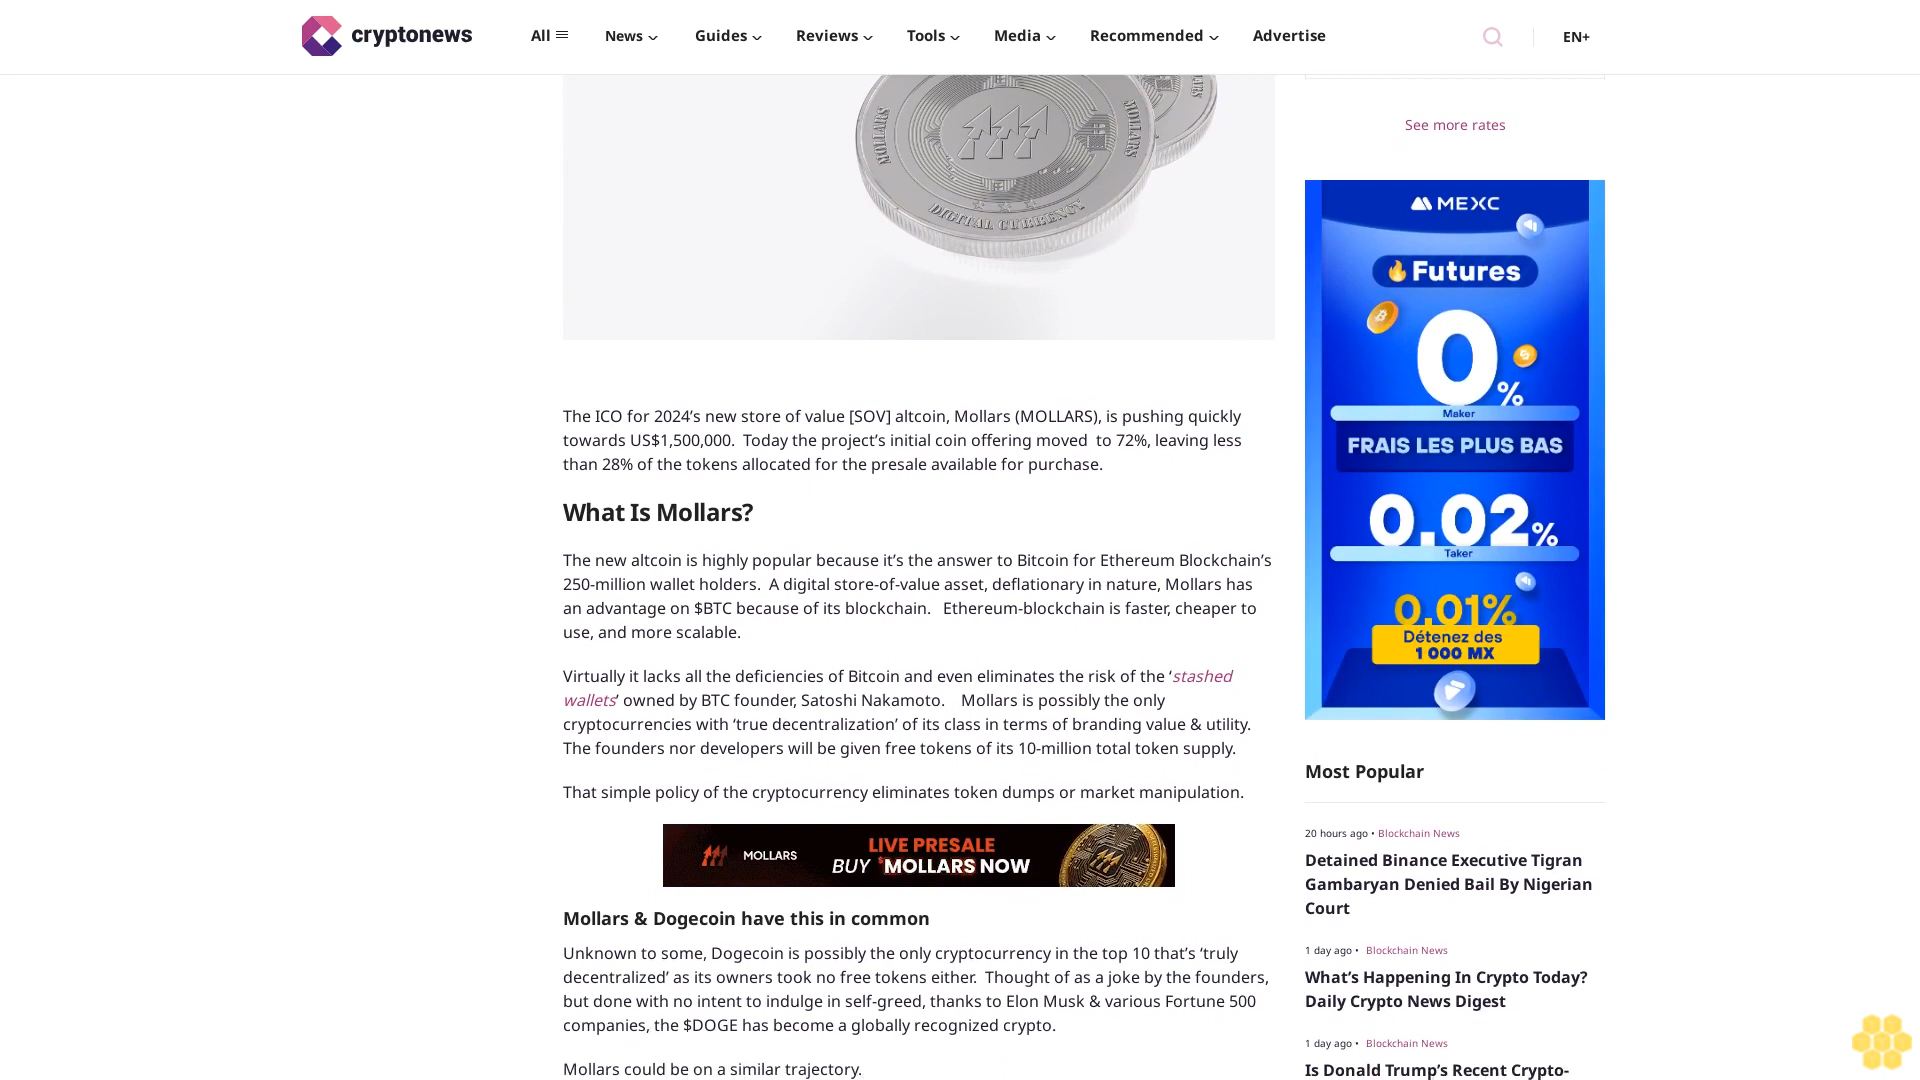 cryptonews
All
News
Guides
Reviews
Tools
Media
Recommended
Advertise
EN+
MOLLARS
MOLLARS
DIGITAL CURRENCY
The ICO for 2024’s new store of value [SOV] altcoin, Mollars (MOLLARS), is pushing quickly
towards US$1,500,000. Today the project’s initial coin offering moved to 72%, leaving less
than 28% of the tokens allocated for the presale available for purchase.
What Is Mollars?
The new altcoin is highly popular because it’s the answer to Bitcoin for Ethereum Blockchain’s
250-million wallet holders. A digital store-of-value asset, deflationary in nature, Mollars has
an advantage on $BTC because of its blockchain. Ethereum-blockchain is faster, cheaper to
use, and more scalable.
Virtually it lacks all the deficiencies of Bitcoin and even eliminates the risk of the ‘stashed
wallets’ owned by BTC founder, Satoshi Nakamoto. Mollars is possibly the only
cryptocurrencies with ‘true decentralization’ of its class in terms of branding value & utility.
The founders nor developers will be given free tokens of its 10-million total token supply.
That simple policy of the cryptocurrency eliminates token dumps or market manipulation.
MOLLARS
LIVE PRESALE
BUY $MOLLARS NOW
Mollars & Dogecoin have this in common
Unknown to some, Dogecoin is possibly the only cryptocurrency in the top 10 that’s ‘truly
decentralized’ as its owners took no free tokens either. Thought of as a joke by the founders,
but done with no intent to indulge in self-greed, thanks to Elon Musk & various Fortune 500
companies, the $DOGE has become a globally recognized crypto.
Mollars could be on a similar trajectory.
See more rates
MEXC
Futures
0%
Maker
FRAIS LES PLUS BAS
0.02%
Taker
0.01%
Détenez des
1 000 MX
Most Popular
20 hours ago • Blockchain News
Detained Binance Executive Tigran
Gambaryan Denied Bail By Nigerian
Court
1 day ago • Blockchain News
What’s Happening In Crypto Today?
Daily Crypto News Digest
1 day ago • Blockchain News
Is Donald Trump’s Recent Crypto-